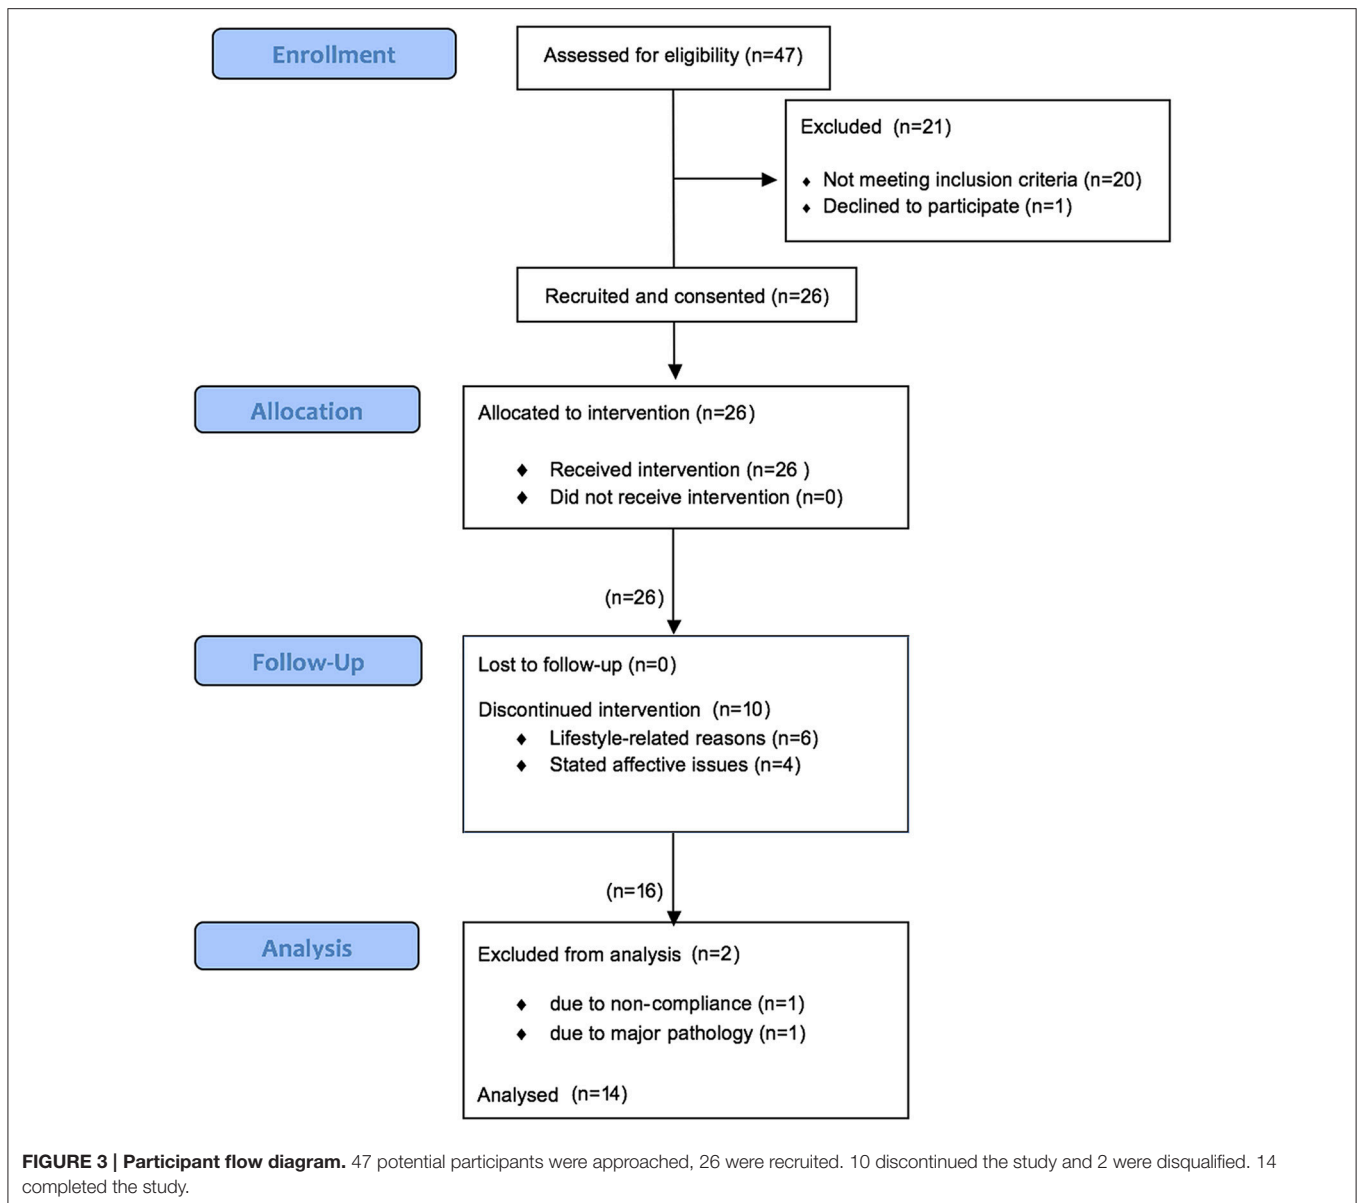 Enrollment
Assessed for eligibility (n=47)
Excluded (n=21)
♦ Not meeting inclusion criteria (n=20)
♦ Declined to participate (n=1)
Recruited and consented (n=26)
Allocation
Allocated to intervention (n=26)
♦ Received intervention (n=26 )
♦ Did not receive intervention (n=0)
(n=26)
Follow-Up
Lost to follow-up (n=0)
Discontinued intervention (n=10)
♦ Lifestyle-related reasons (n=6)
♦ Stated affective issues (n=4)
(n=16)
Analysis
Excluded from analysis (n=2)
♦ due to non-compliance (n=1)
♦ due to major pathology (n=1)
Analysed (n=14)
FIGURE 3 | Participant flow diagram. 47 potential participants were approached, 26 were recruited. 10 discontinued the study and 2 were disqualified. 14
completed the study.